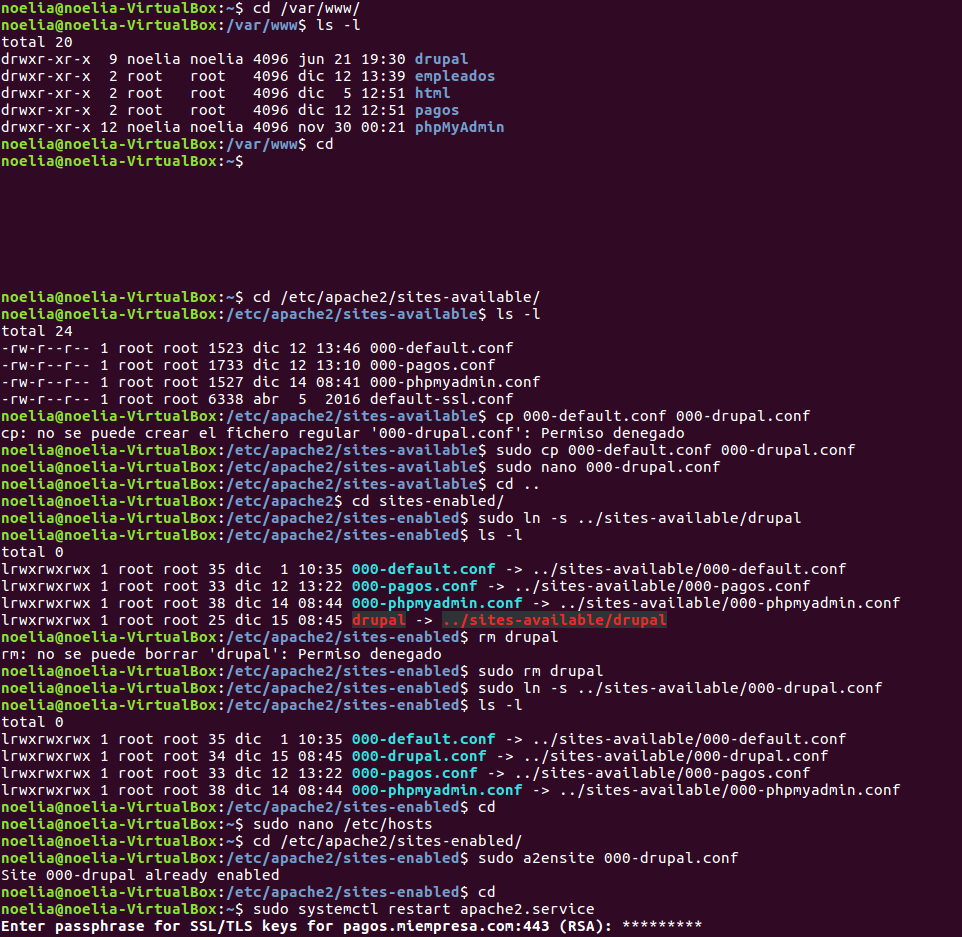 noelia@noelia-VirtualBox:~$ cd /var/www/
noelia@noelia-VirtualBox:/var/www$ ls -l
total 20
drwxr-xr-x  9 noelia noelia 4096 jun 21 19:30 drupal
drwxr-xr-x  2 root   root   4096 dic 12 13:39 empleados
drwxr-xr-x  2 root   root   4096 dic  5 12:51 html
drwxr-xr-x  2 root   root   4096 dic 12 12:51 pagos
drwxr-xr-x 12 noelia noelia 4096 nov 30 00:21 phpMyAdmin
noelia@noelia-VirtualBox:/var/www$ cd
noelia@noelia-VirtualBox:~$
noelia@noelia-VirtualBox:~$ cd /etc/apache2/sites-available/
noelia@noelia-VirtualBox:/etc/apache2/sites-available$ ls -l
total 24
-rw-r--r-- 1 root root 1523 dic 12 13:46 000-default.conf
-rw-r--r-- 1 root root 1733 dic 12 13:10 000-pagos.conf
-rw-r--r-- 1 root root 1527 dic 14 08:41 000-phpmyadmin.conf
-rw-r--r-- 1 root root 6338 abr  5  2016 default-ssl.conf
noelia@noelia-VirtualBox:/etc/apache2/sites-available$ cp 000-default.conf 000-drupal.conf
cp: no se puede crear el fichero regular '000-drupal.conf': Permiso denegado
noelia@noelia-VirtualBox:/etc/apache2/sites-available$ sudo cp 000-default.conf 000-drupal.conf
noelia@noelia-VirtualBox:/etc/apache2/sites-available$ sudo nano 000-drupal.conf
noelia@noelia-VirtualBox:/etc/apache2/sites-available$ cd ..
noelia@noelia-VirtualBox:/etc/apache2$ cd sites-enabled/
noelia@noelia-VirtualBox:/etc/apache2/sites-enabled$ sudo ln -s ../sites-available/drupal
noelia@noelia-VirtualBox:/etc/apache2/sites-enabled$ ls -l
total 0
lrwxrwxrwx 1 root root 35 dic  1 10:35 000-default.conf -> ../sites-available/000-default.conf
lrwxrwxrwx 1 root root 33 dic 12 13:22 000-pagos.conf -> ../sites-available/000-pagos.conf
lrwxrwxrwx 1 root root 38 dic 14 08:44 000-phpmyadmin.conf -> ../sites-available/000-phpmyadmin.conf
lrwxrwxrwx 1 root root 25 dic 15 08:45 drupal -> ../sites-available/drupal
noelia@noelia-VirtualBox:/etc/apache2/sites-enabled$ rm drupal
rm: no se puede borrar 'drupal': Permiso denegado
noelia@noelia-VirtualBox:/etc/apache2/sites-enabled$ sudo rm drupal
noelia@noelia-VirtualBox:/etc/apache2/sites-enabled$ sudo ln -s ../sites-available/000-drupal.conf
noelia@noelia-VirtualBox:/etc/apache2/sites-enabled$ ls -l
total 0
lrwxrwxrwx 1 root root 35 dic  1 10:35 000-default.conf -> ../sites-available/000-default.conf
lrwxrwxrwx 1 root root 34 dic 15 08:45 000-drupal.conf -> ../sites-available/000-drupal.conf
lrwxrwxrwx 1 root root 33 dic 12 13:22 000-pagos.conf -> ../sites-available/000-pagos.conf
lrwxrwxrwx 1 root root 38 dic 14 08:44 000-phpmyadmin.conf -> ../sites-available/000-phpmyadmin.conf
noelia@noelia-VirtualBox:/etc/apache2/sites-enabled$ cd
noelia@noelia-VirtualBox:~$ sudo nano /etc/hosts
noelia@noelia-VirtualBox:~$ cd /etc/apache2/sites-enabled/
noelia@noelia-VirtualBox:/etc/apache2/sites-enabled$ sudo a2ensite 000-drupal.conf
Site 000-drupal already enabled
noelia@noelia-VirtualBox:/etc/apache2/sites-enabled$ cd
noelia@noelia-VirtualBox:~$ sudo systemctl restart apache2.service
Enter passphrase for SSL/TLS keys for pagos.miempresa.com:443 (RSA): *********